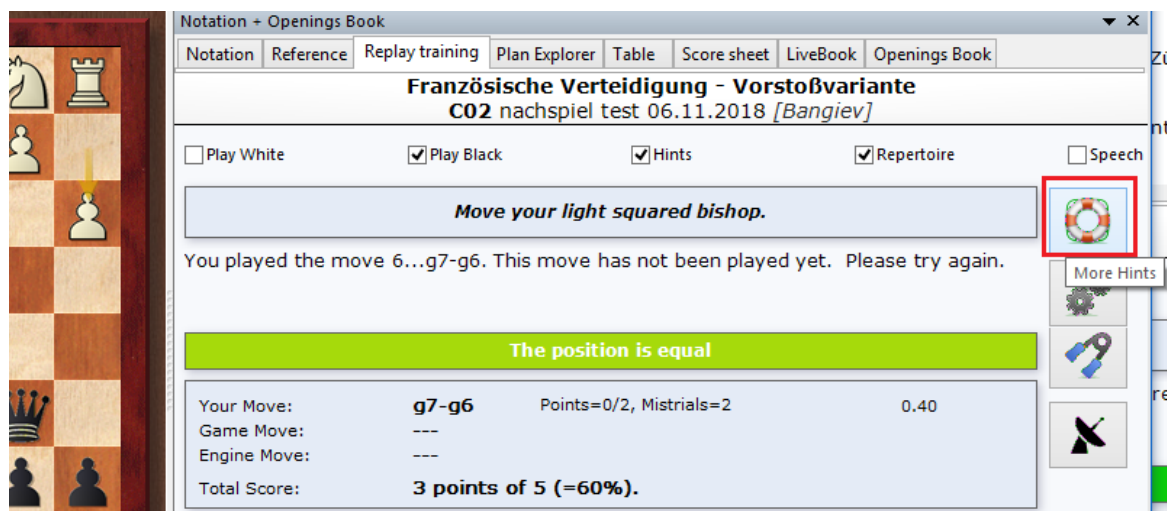 Notation + Openings Book
Notation Reference Replay training Plan Explorer Table Score sheet LiveBook Openings Book
Französische Verteidigung - Vorstoßvariante
C02 nachspiel test 06.11.2018 [Bangiev]
Play White Play Black Hints Repertoire Speech
Move your light squared bishop.
You played the move 6...g7-g6. This move has not been played yet. Please try again.
More Hints
The position is equal
Your Move: g7-g6 Points=0/2, Mistrials=2 0.40
Game Move: ---
Engine Move: ---
Total Score: 3 points of 5 (=60%).